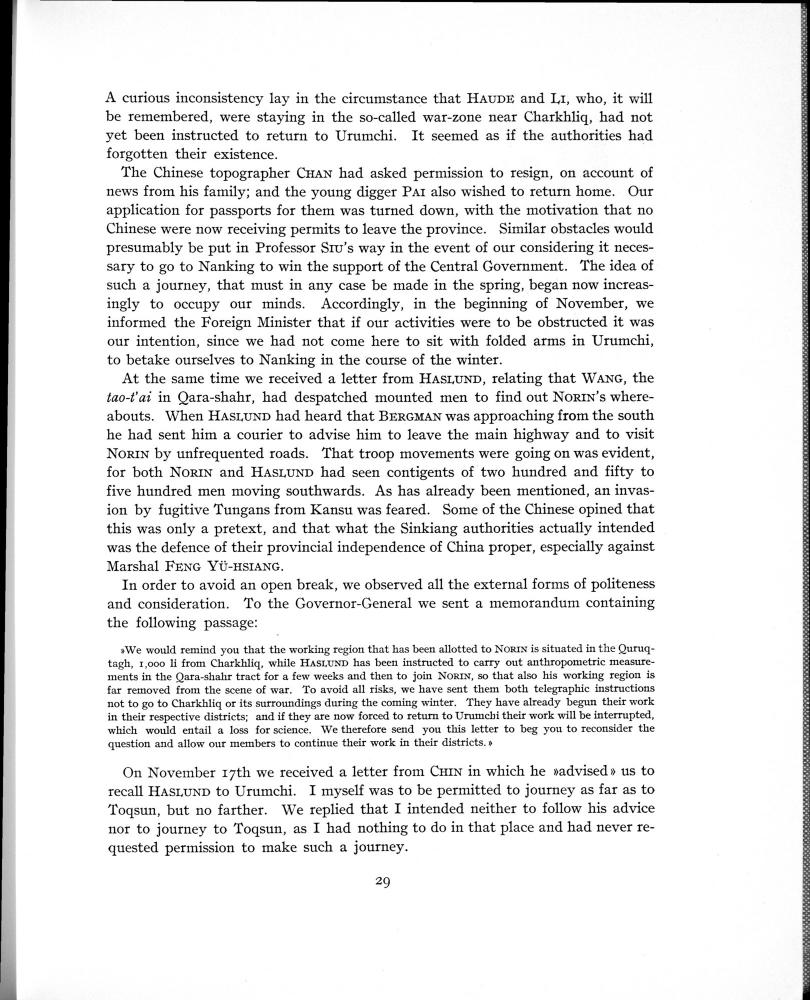 A curious inconsistency lay in the circumstance that HAUDE and LI, who, it will
be remembered, were staying in the so-called war-zone near Charkhliq, had not
yet been instructed to return to Urumchi. It seemed as if the authorities had
forgotten their existence.
The Chinese topographer CHAN had asked permission to resign, on account of
news from his family; and the young digger PAI also wished to return home. Our
application for passports for them was turned down, with the motivation that no
Chinese were now receiving permits to leave the province. Similar obstacles would
presumably be put in Professor SIU's way in the event of our considering it neces-
sary to go to Nanking to win the support of the Central Government. The idea of
such a journey, that must in any case be made in the spring, began now increas-
ingly to occupy our minds. Accordingly, in the beginning of November, we
informed the Foreign Minister that if our activities were to be obstructed it was
our intention, since we had not come here to sit with folded arms in Urumchi,
to betake ourselves to Nanking in the course of the winter.
At the same time we received a letter from HASLUND, relating that WANG, the
tao-t'ai in Qara-shahr, had despatched mounted men to find out NORIN's where-
abouts. When HASLUND had heard that BERGMAN was approaching from the south
he had sent him a courier to advise him to leave the main highway and to visit
NORIN by unfrequented roads. That troop movements were going on was evident,
for both NORIN and HASLUND had seen contigents of two hundred and fifty to
five hundred men moving southwards. As has already been mentioned, an invas-
ion by fugitive Tungans from Kansu was feared. Some of the Chinese opined that
this was only a pretext, and that what the Sinkiang authorities actually intended
was the defence of their provincial independence of China proper, especially against
Marshal FENG YÜ-HSIANG.
In order to avoid an open break, we observed all the external forms of politeness
and consideration. To the Governor-General we sent a memorandum containing
the following passage:
»We would remind you that the working region that has been allotted to NORIN is situated in the Quruq-
tagh, 1,000 li from Charkhliq, while HASLUND has been instructed to carry out anthropometric measure-
ments in the Qara-shahr tract for a few weeks and then to join NORIN, so that also his working region is
far removed from the scene of war. To avoid all risks, we have sent them both telegraphic instructions
not to go to Charkhliq or its surroundings during the coming winter. They have already begun their work
in their respective districts; and if they are now forced to return to Urumchi their work will be interrupted,
which would entail a loss for science. We therefore send you this letter to beg you to reconsider the
question and allow our members to continue their work in their districts.»
On November 17th we received a letter from CHIN in which he »advised» us to
recall HASLUND to Urumchi. I myself was to be permitted to journey as far as to
Toqsun, but no farther. We replied that I intended neither to follow his advice
nor to journey to Toqsun, as I had nothing to do in that place and had never re-
quested permission to make such a journey.
29